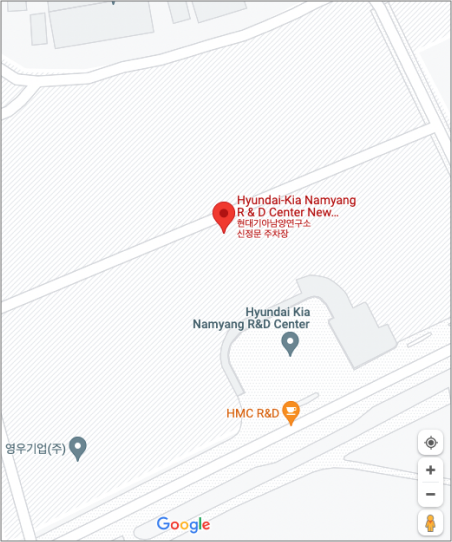 Hyundai-Kia Namyang
R & D Center New...
현대기아남양연구소
신정문 주차장
Hyundai Kia
Namyang R&D Center
HMC R&D
영우기업(주)
Google